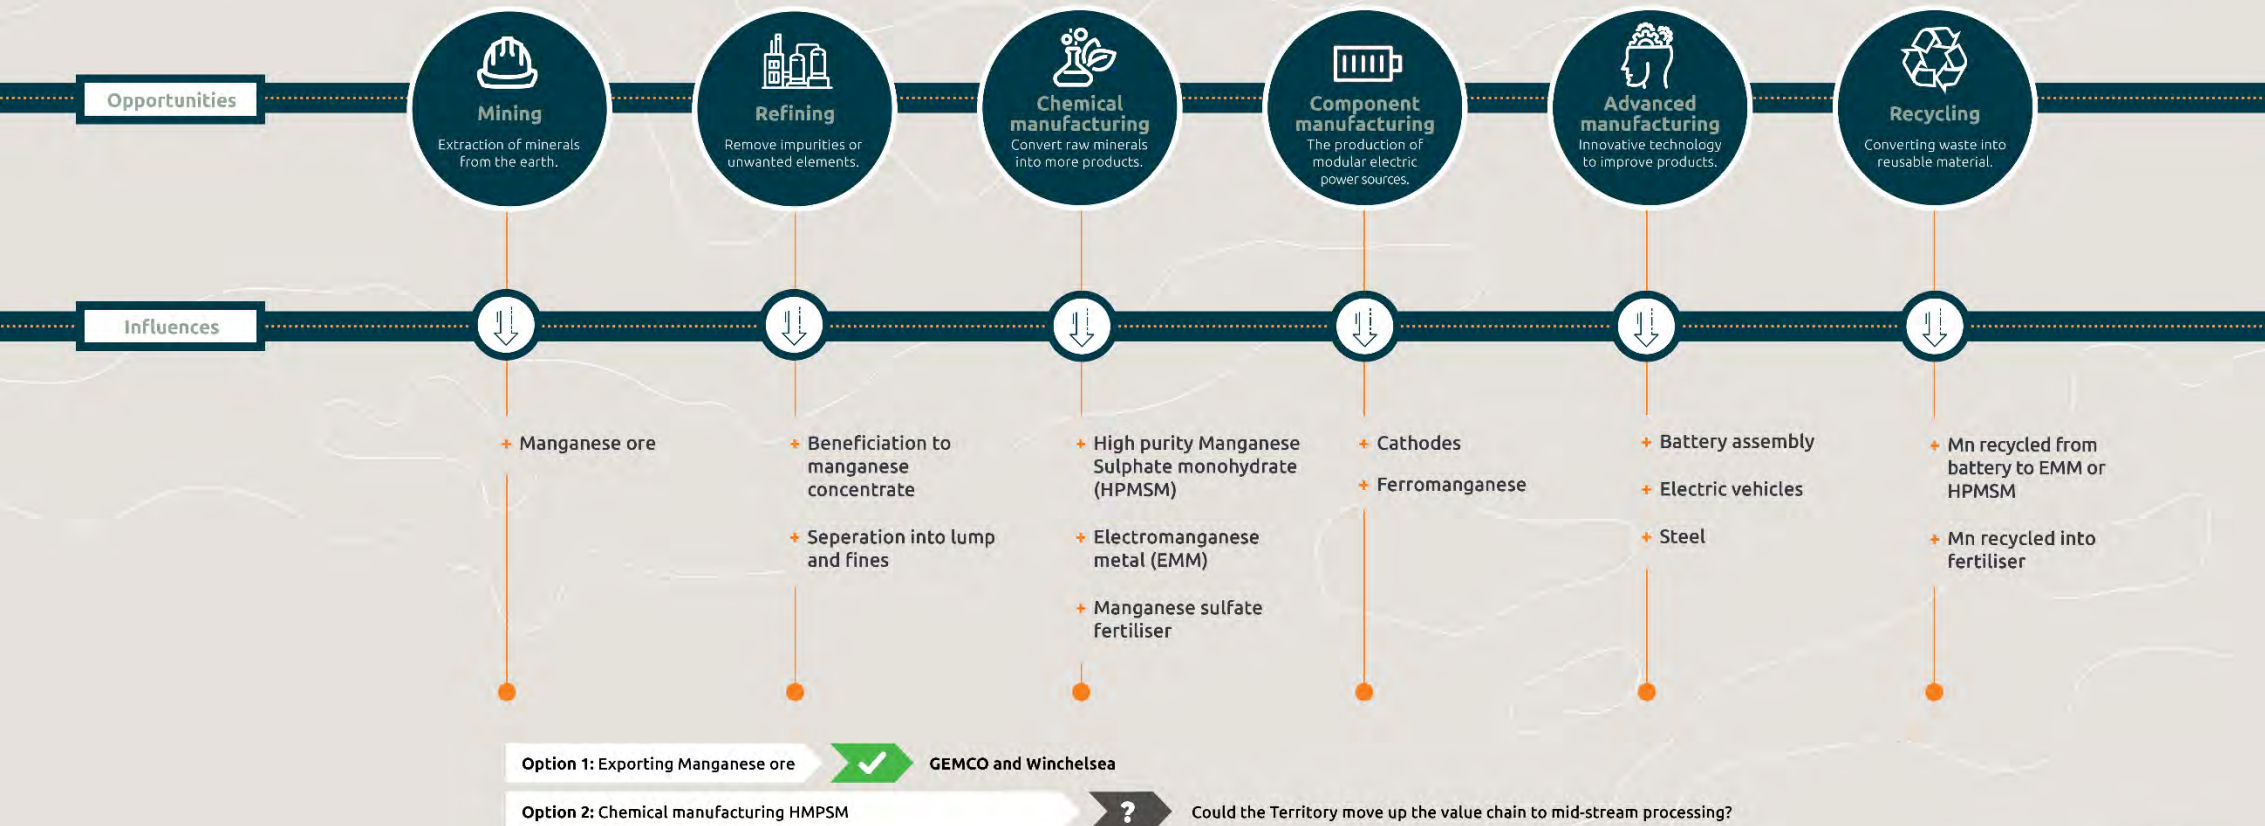 Opportunities
Mining
Extraction of minerals
from the earth.
Refining
Remove impurities or
unwanted elements.
Chemical
manufacturing
Convert raw minerals
into more products.
Component
manufacturing
The production of
modular electric
power sources.
Advanced
manufacturing
Innovative technology
to improve products.
Recycling
Converting waste into
reusable material.
Influences
+ Manganese ore
+ Beneficiation to
manganese
concentrate
+ Seperation into lump
and fines
+ High purity Manganese
Sulphate monohydrate
(HPMSM)
+ Electromanganese
metal (EMM)
+ Manganese sulfate
fertiliser
+ Cathodes
+ Ferromanganese
+ Battery assembly
+ Electric vehicles
+ Steel
+ Mn recycled from
battery to EMM or
HPMSM
+ Mn recycled into
fertiliser
Option 1: Exporting Manganese ore
GEMCO and Winchelsea
Option 2: Chemical manufacturing HMPSM
?
Could the Territory move up the value chain to mid-stream processing?